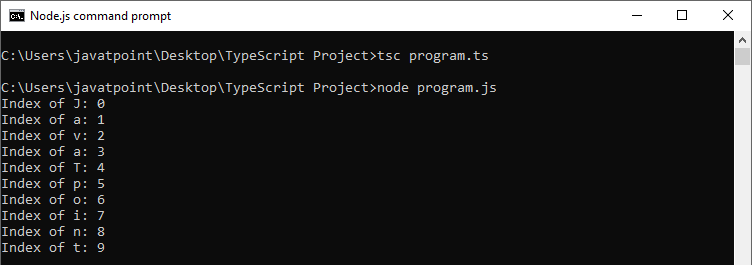 Node.js command prompt
C:\Users\javatpoint\Desktop\TypeScript Project>tsc program.ts
C:\Users\javatpoint\Desktop\TypeScript Project>node program.js
Index of J: 0
Index of a: 1
Index of v: 2
Index of a: 3
Index of T: 4
Index of p: 5
Index of o: 6
Index of i: 7
Index of n: 8
Index of t: 9